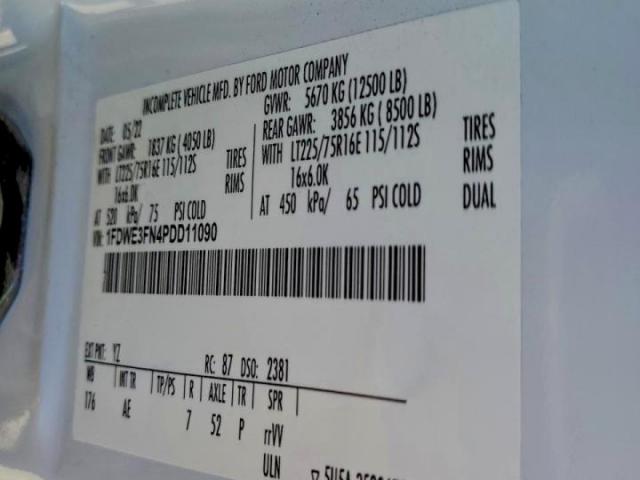 INCOMPLETE VEHICLE MFD. BY FORD MOTOR COMPANY
DATE 05/22 GVWR: 5670 KG (12500 LB)
FRONT GAWR: 1837 KG (4050 LB) REAR GAWR: 3856 KG (8500 LB)
WITH LT225/75R16E 115/112S TIRES WITH LT225/75R16E 115/112S TIRES
16x6.0K RIMS 16x6.0K RIMS
AT 520 kPa/ 75 PSI COLD AT 450 kPa/ 65 PSI COLD DUAL
VIN: 1FDWE3FN4PDD11090
EXT PNT: YZ RC: 87 DSO: 2381
WB INT TR TP/PS R AXLE TR SPR
176 AE 7 52 P rrVV
ULN